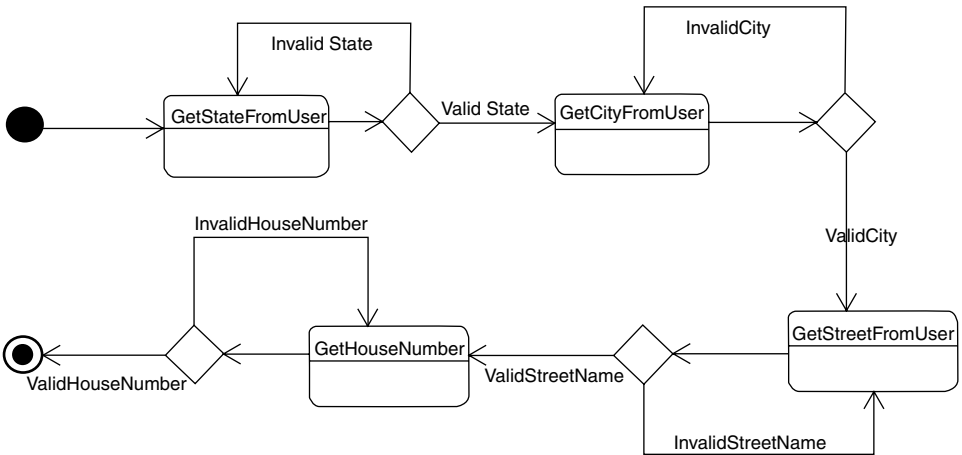 Invalid State
InvalidCity
GetStateFromUser
Valid State
GetCityFromUser
InvalidHouseNumber
ValidCity
GetStreetFromUser
GetHouseNumber
ValidStreetName
ValidHouseNumber
InvalidStreetName